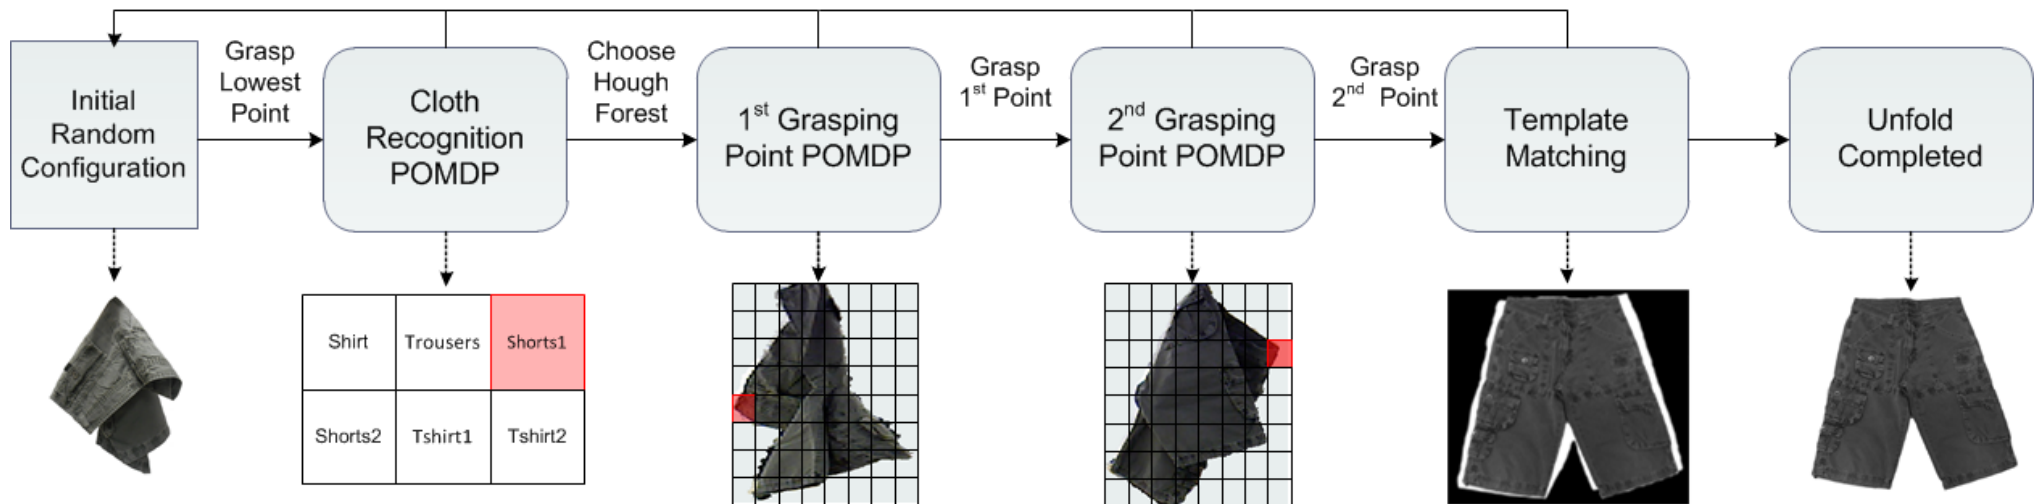 Initial
Random
Configuration
Grasp
Lowest
Point
Cloth
Recognition
POMDP
Choose
Hough
Forest
1st Grasping
Point POMDP
Grasp
1st Point
2nd Grasping
Point POMDP
Grasp
2nd Point
Template
Matching
Unfold
Completed
Shirt
Trousers
Shorts1
Shorts2
Tshirt1
Tshirt2